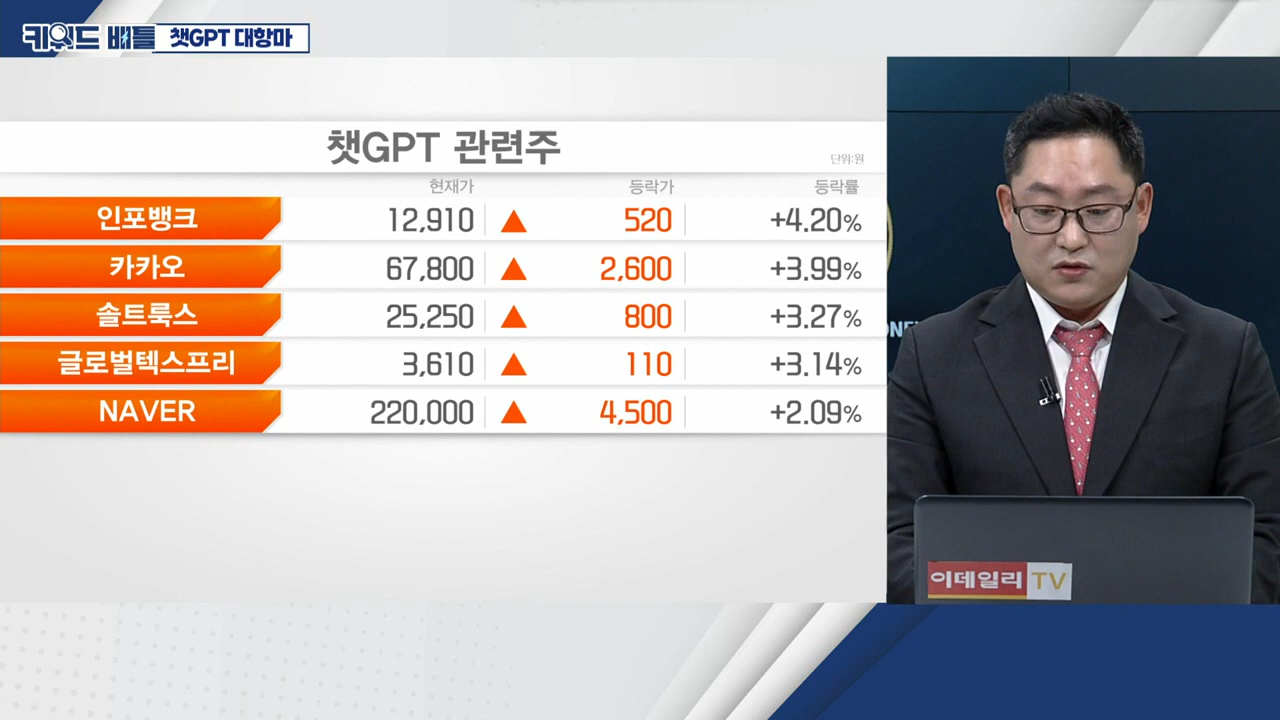 키워드 배틀 챗GPT 대항마
챗GPT 관련주
단위:원
현재가 등락가 등락률
인포뱅크 12,910 ▲ 520 +4.20%
카카오 67,800 ▲ 2,600 +3.99%
솔트룩스 25,250 ▲ 800 +3.27%
글로벌텍스프리 3,610 ▲ 110 +3.14%
NAVER 220,000 ▲ 4,500 +2.09%
이데일리 TV